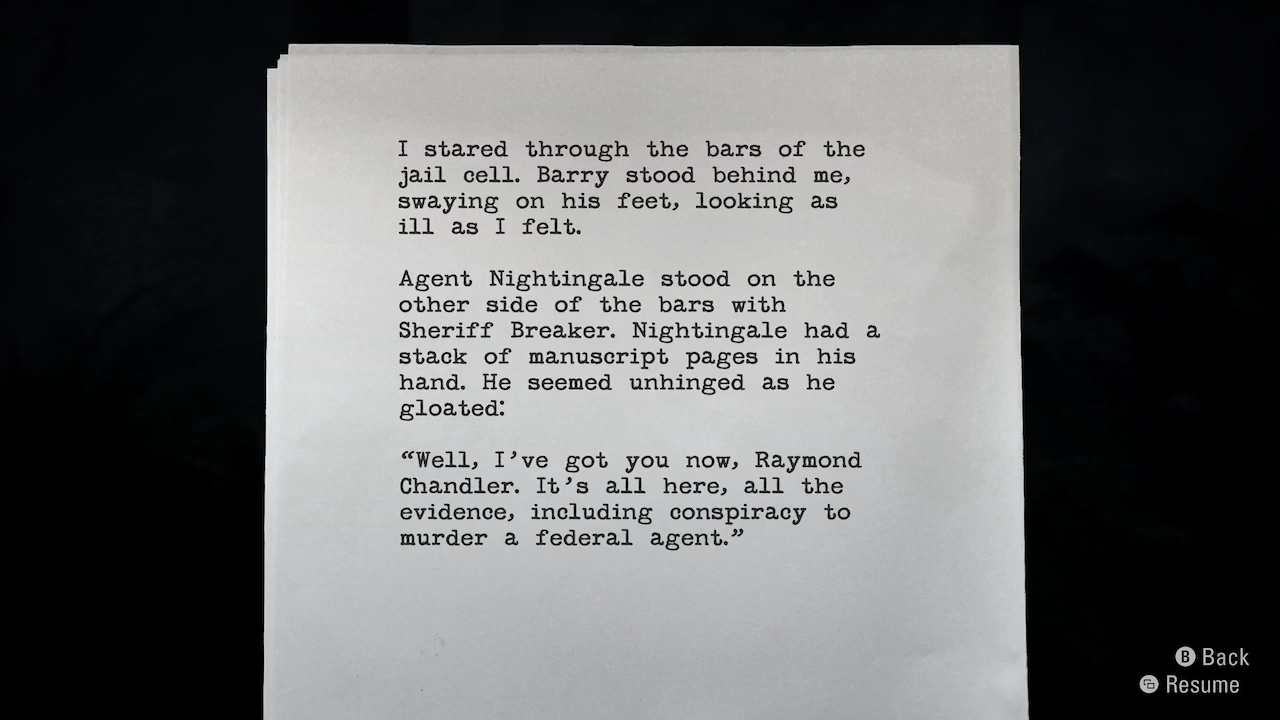 I stared through the bars of the
jail cell. Barry stood behind me,
swaying on his feet, looking as
ill as I felt.
Agent Nightingale stood on the
other side of the bars with
Sheriff Breaker. Nightingale had a
stack of manuscript pages in his
hand. He seemed unhinged as he
gloated:
“Well, I’ve got you now, Raymond
Chandler. It’s all here, all the
evidence, including conspiracy to
murder a federal agent.”
B Back
Resume